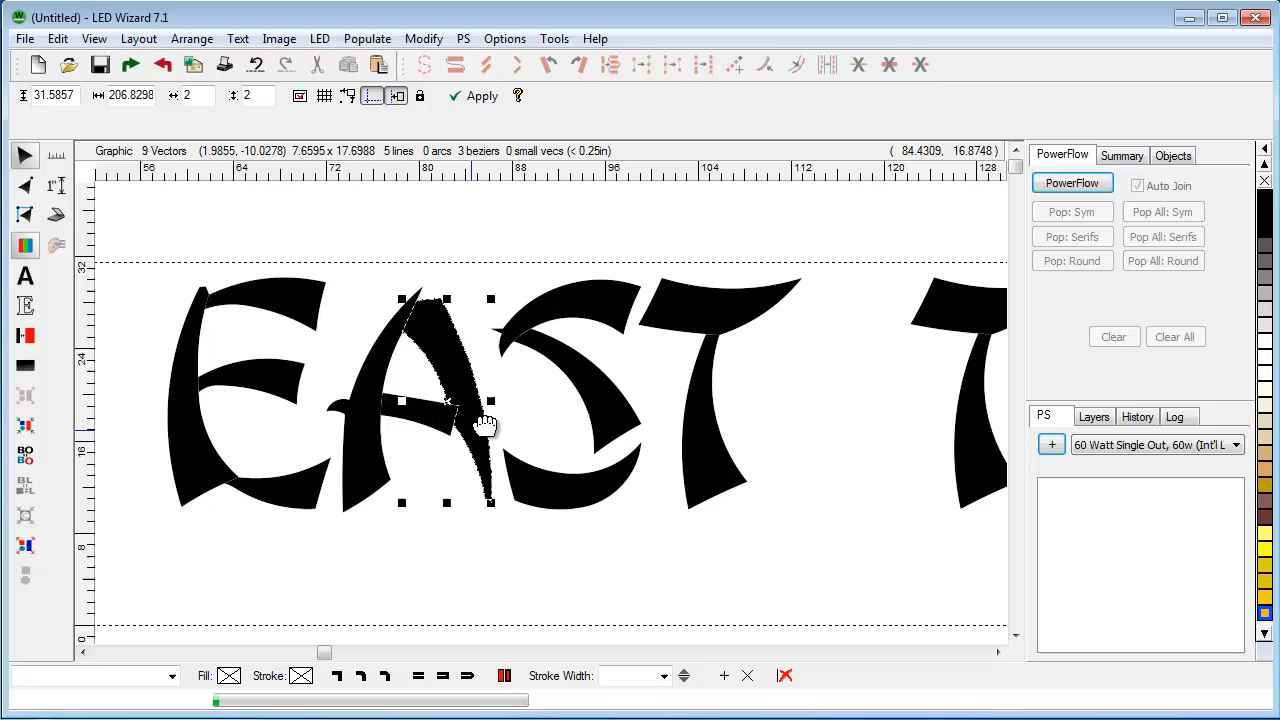 (Untitled) - LED Wizard 7.1
File Edit View Layout Arrange Text Image LED Populate Modify PS Options Tools Help
31.5857 206.8298 2 2 Apply
Graphic 9 Vectors (1.9855, -10.0278) 7.6595 x 17.6988 5 lines 0 arcs 3 beziers 0 small vecs (< 0.25in) ( 84.4309, 16.8748 )
56 64 72 80 88 96 104 112 120 128
32
24
16
8
0
EAST T
1"
A
E
BO
BO
BL
BL
PowerFlow Summary Objects
PowerFlow Auto Join
Pop: Sym Pop All: Sym
Pop: Serifs Pop All: Serifs
Pop: Round Pop All: Round
Clear Clear All
PS Layers History Log
+ 60 Watt Single Out, 60w (Int'l L
Fill: Stroke: Stroke Width: